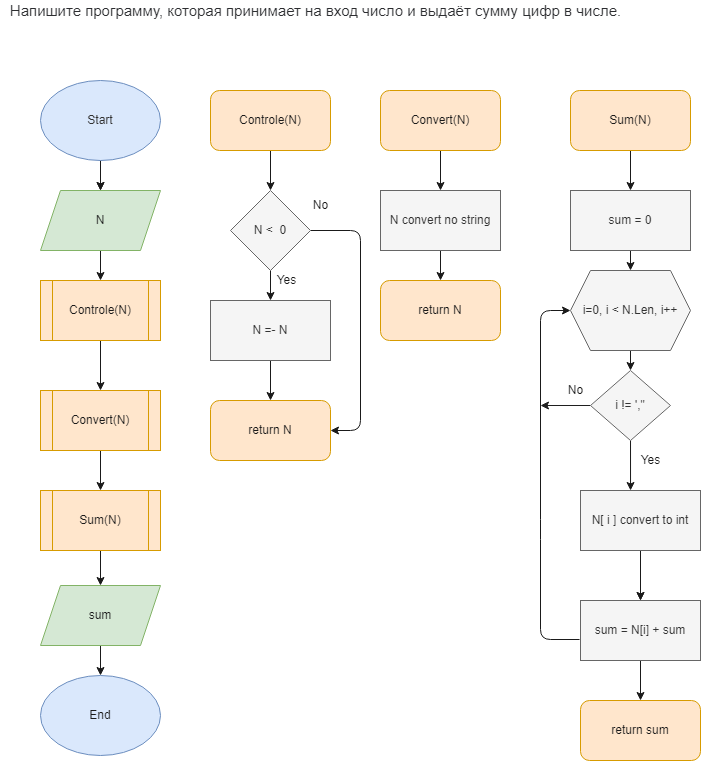 Напишите программу, которая принимает на вход число и выдаёт сумму цифр в числе.
Start
N
Controle(N)
Convert(N)
Sum(N)
sum
End
Controle(N)
N < 0
No
Yes
N =- N
return N
Convert(N)
N convert no string
return N
Sum(N)
sum = 0
i=0, i < N.Len, i++
No
i != ',"
Yes
N[ i ] convert to int
sum = N[i] + sum
return sum